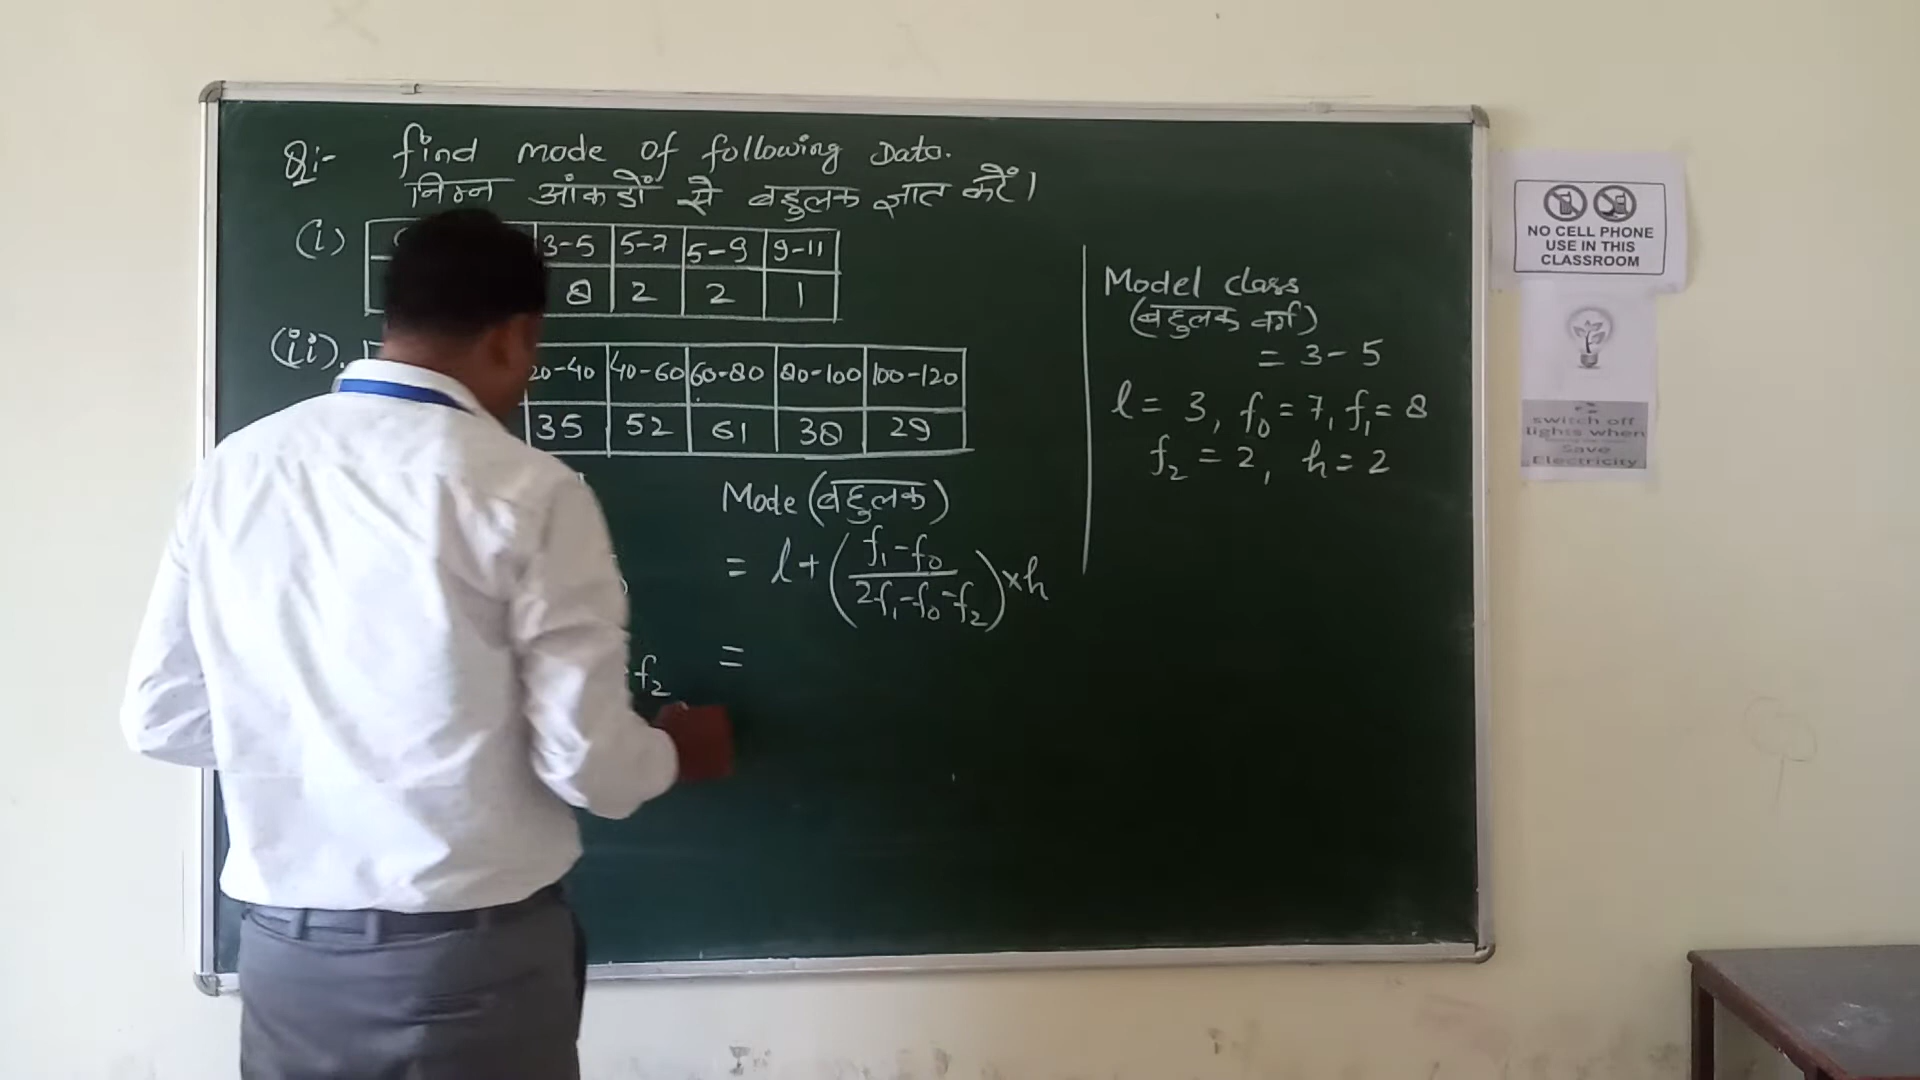 Q:- find mode of following Data.
निम्न आंकडों से बहुलक ज्ञात करें।
(i) 3-5 5-7 5-9 9-11
8 2 2 1
(ii). 20-40 40-60 60-80 80-100 100-120
35 52 61 38 29
Mode (बहुलक)
= l + (f₁-f₀ / 2f₁-f₀-f₂) × h
-f₂ =
Model class
(बहुलक वर्ग)
= 3-5
l = 3, f₀ = 7, f₁ = 8
f₂ = 2, h = 2
NO CELL PHONE
USE IN THIS
CLASSROOM
switch off
lights when
Save
Electricity